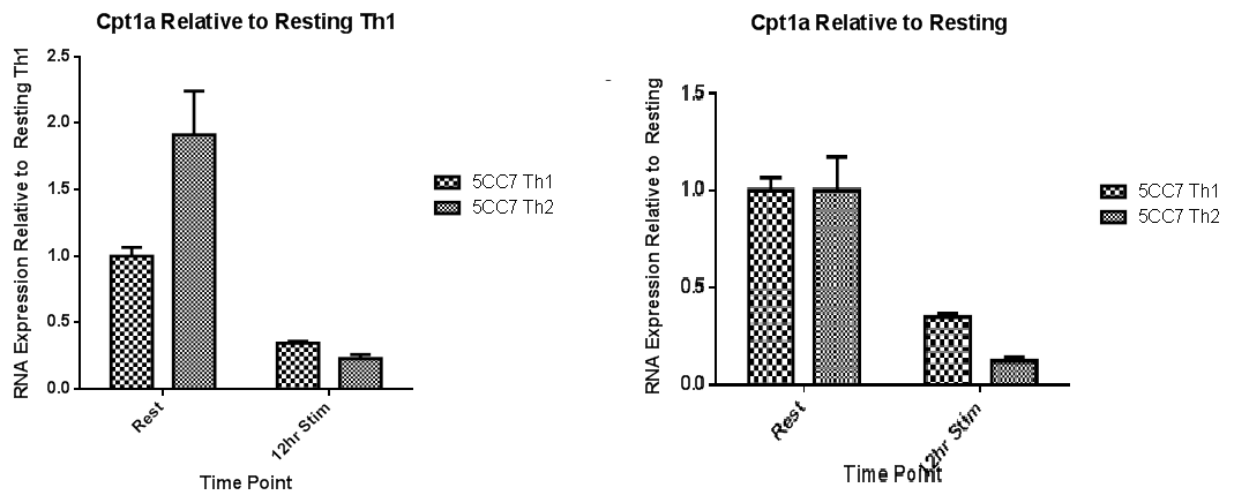 Cpt1a Relative to Resting Th1
RNA Expression Relative to Resting Th1
2.5
2.0
1.5
1.0
0.5
0.0
Rest
12hr Stim
Time Point
5CC7 Th1
5CC7 Th2
Cpt1a Relative to Resting
RNA Expression Relative to Resting
1.5
1.0
0.5
0.0
Rest
12hr Stim
Time Point
5CC7 Th1
5CC7 Th2